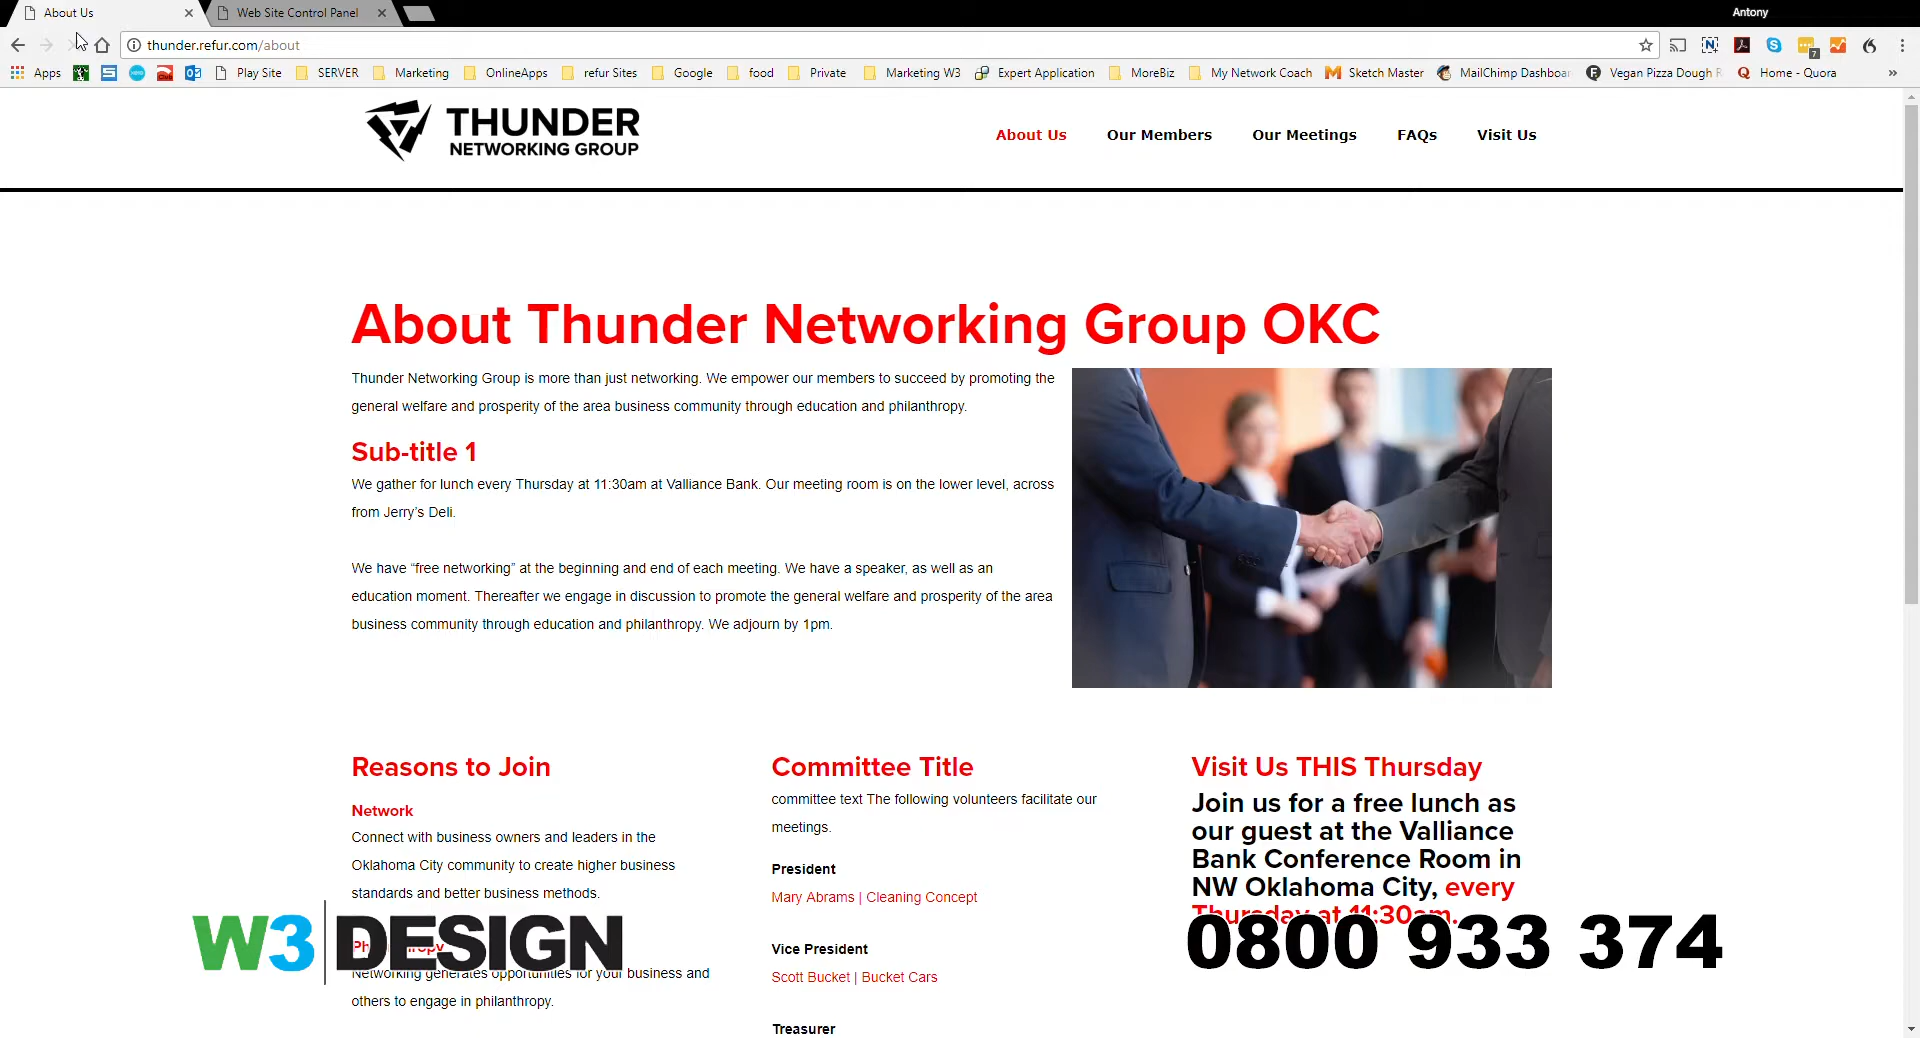 About Us
Web Site Control Panel
Antony
thunder.refur.com/about
Apps
Play Site
SERVER
Marketing
OnlineApps
refur Sites
Google
food
Private
Marketing W3
Expert Application
MoreBiz
My Network Coach
Sketch Master
MailChimp Dashboar
Vegan Pizza Dough R
Home - Quora
THUNDER
NETWORKING GROUP
About Us
Our Members
Our Meetings
FAQs
Visit Us
About Thunder Networking Group OKC
Thunder Networking Group is more than just networking. We empower our members to succeed by promoting the
general welfare and prosperity of the area business community through education and philanthropy.
Sub-title 1
We gather for lunch every Thursday at 11:30am at Valliance Bank. Our meeting room is on the lower level, across
from Jerry’s Deli.
We have “free networking” at the beginning and end of each meeting. We have a speaker, as well as an
education moment. Thereafter we engage in discussion to promote the general welfare and prosperity of the area
business community through education and philanthropy. We adjourn by 1pm.
Reasons to Join
Network
Connect with business owners and leaders in the
Oklahoma City community to create higher business
standards and better business methods.
Networking generates opportunities for your business and
others to engage in philanthropy.
Committee Title
committee text The following volunteers facilitate our
meetings.
President
Mary Abrams | Cleaning Concept
Vice President
Scott Bucket | Bucket Cars
Treasurer
Visit Us THIS Thursday
Join us for a free lunch as
our guest at the Valliance
Bank Conference Room in
NW Oklahoma City, every
Thursday at 11:30am.
W3 DESIGN
0800 933 374